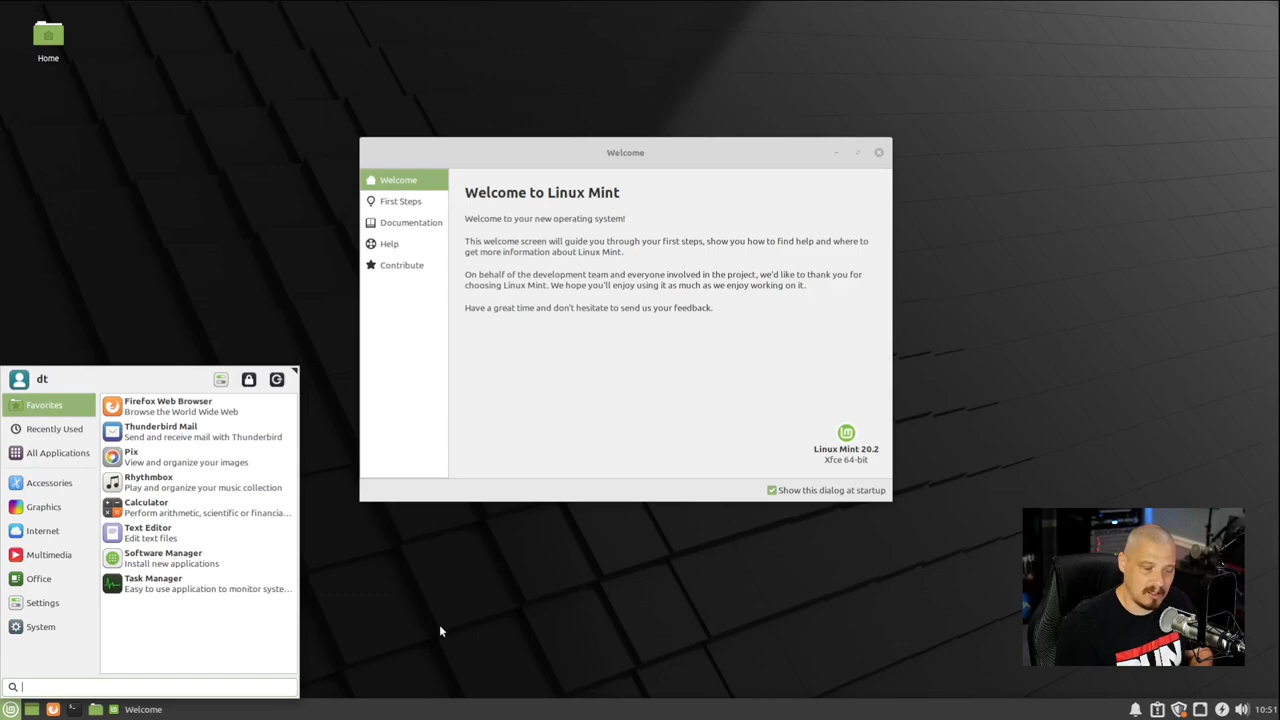 Home
Welcome
Welcome
First Steps
Documentation
Help
Contribute
Welcome to Linux Mint
Welcome to your new operating system!
This welcome screen will guide you through your first steps, show you how to find help and where to
get more information about Linux Mint.
On behalf of the development team and everyone involved in the project, we'd like to thank you for
choosing Linux Mint. We hope you'll enjoy using it as much as we enjoy working on it.
Have a great time and don't hesitate to send us your feedback.
Linux Mint 20.2
Xfce 64-bit
Show this dialog at startup
dt
Favorites
Recently Used
All Applications
Accessories
Graphics
Internet
Multimedia
Office
Settings
System
Firefox Web Browser
Browse the World Wide Web
Thunderbird Mail
Send and receive mail with Thunderbird
Pix
View and organize your images
Rhythmbox
Play and organize your music collection
Calculator
Perform arithmetic, scientific or financia...
Text Editor
Edit text files
Software Manager
Install new applications
Task Manager
Easy to use application to monitor syste...
Welcome
10:51